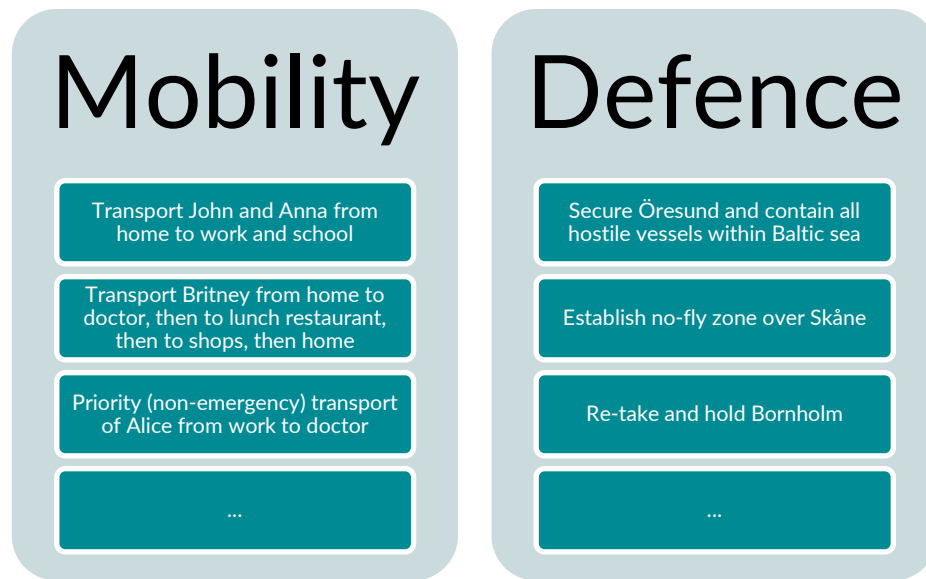 Mobility
Transport John and Anna from
home to work and school
Transport Britney from home to
doctor, then to lunch restaurant,
then to shops, then home
Priority (non-emergency) transport
of Alice from work to doctor
...
Defence
Secure Öresund and contain all
hostile vessels within Baltic sea
Establish no-fly zone over Skåne
Re-take and hold Bornholm
...